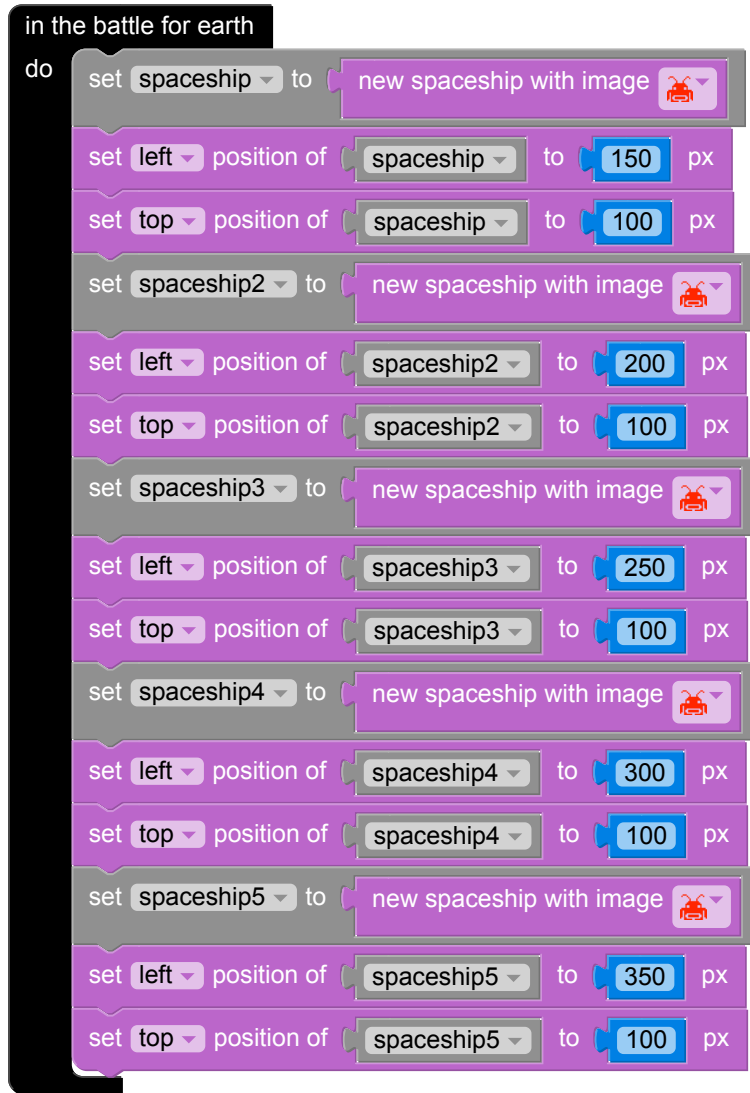 in the battle for earth
do set spaceship to new spaceship with image
set left position of spaceship to 150 px
set top position of spaceship to 100 px
set spaceship2 to new spaceship with image
set left position of spaceship2 to 200 px
set top position of spaceship2 to 100 px
set spaceship3 to new spaceship with image
set left position of spaceship3 to 250 px
set top position of spaceship3 to 100 px
set spaceship4 to new spaceship with image
set left position of spaceship4 to 300 px
set top position of spaceship4 to 100 px
set spaceship5 to new spaceship with image
set left position of spaceship5 to 350 px
set top position of spaceship5 to 100 px